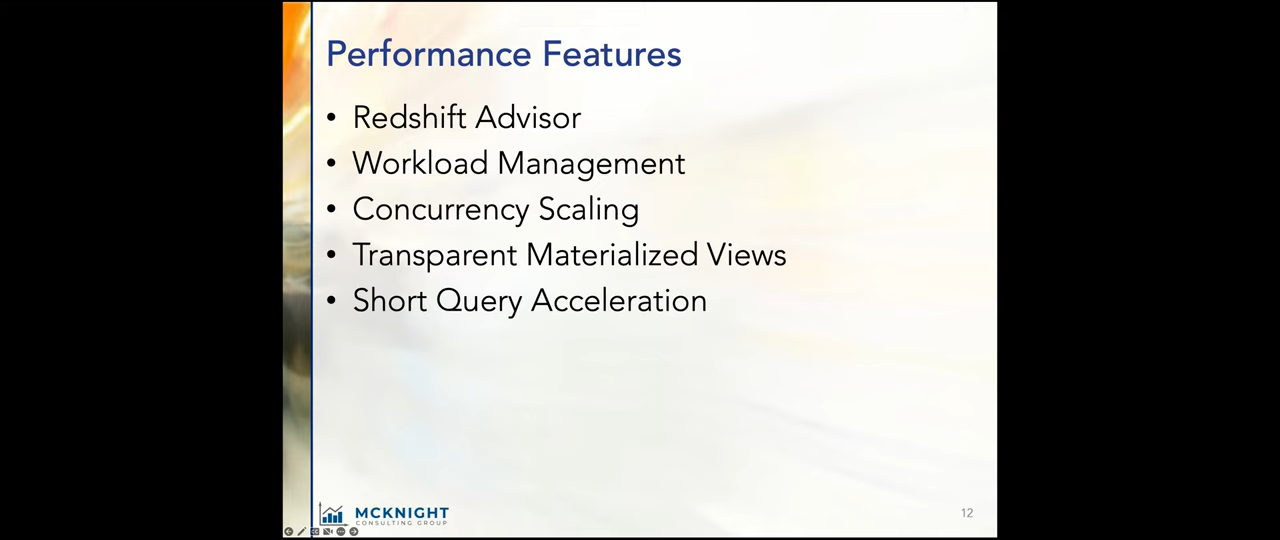 Performance Features
• Redshift Advisor
• Workload Management
• Concurrency Scaling
• Transparent Materialized Views
• Short Query Acceleration
MCKNIGHT
CONSULTING GROUP
12